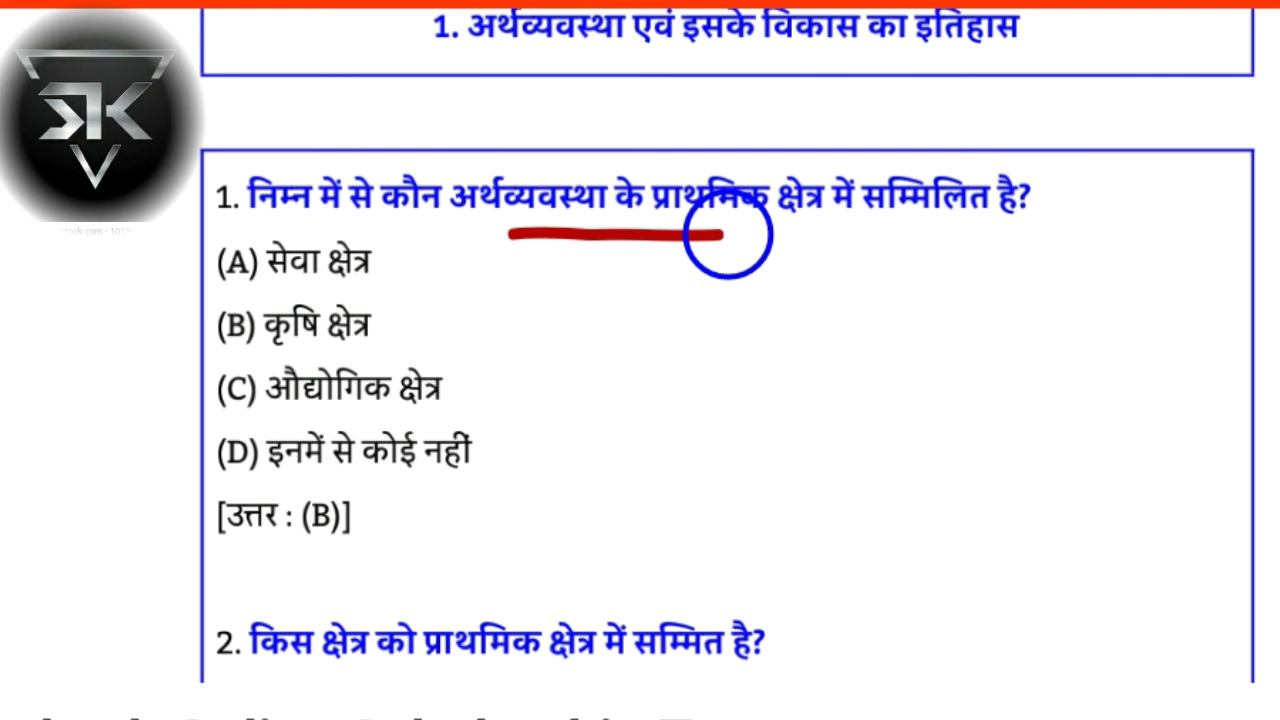 1. अर्थव्यवस्था एवं इसके विकास का इतिहास
1. निम्न में से कौन अर्थव्यवस्था के प्राथमिक क्षेत्र में सम्मिलित है?
(A) सेवा क्षेत्र
(B) कृषि क्षेत्र
(C) औद्योगिक क्षेत्र
(D) इनमें से कोई नहीं
[उत्तर : (B)]
2. किस क्षेत्र को प्राथमिक क्षेत्र में सम्मित है?